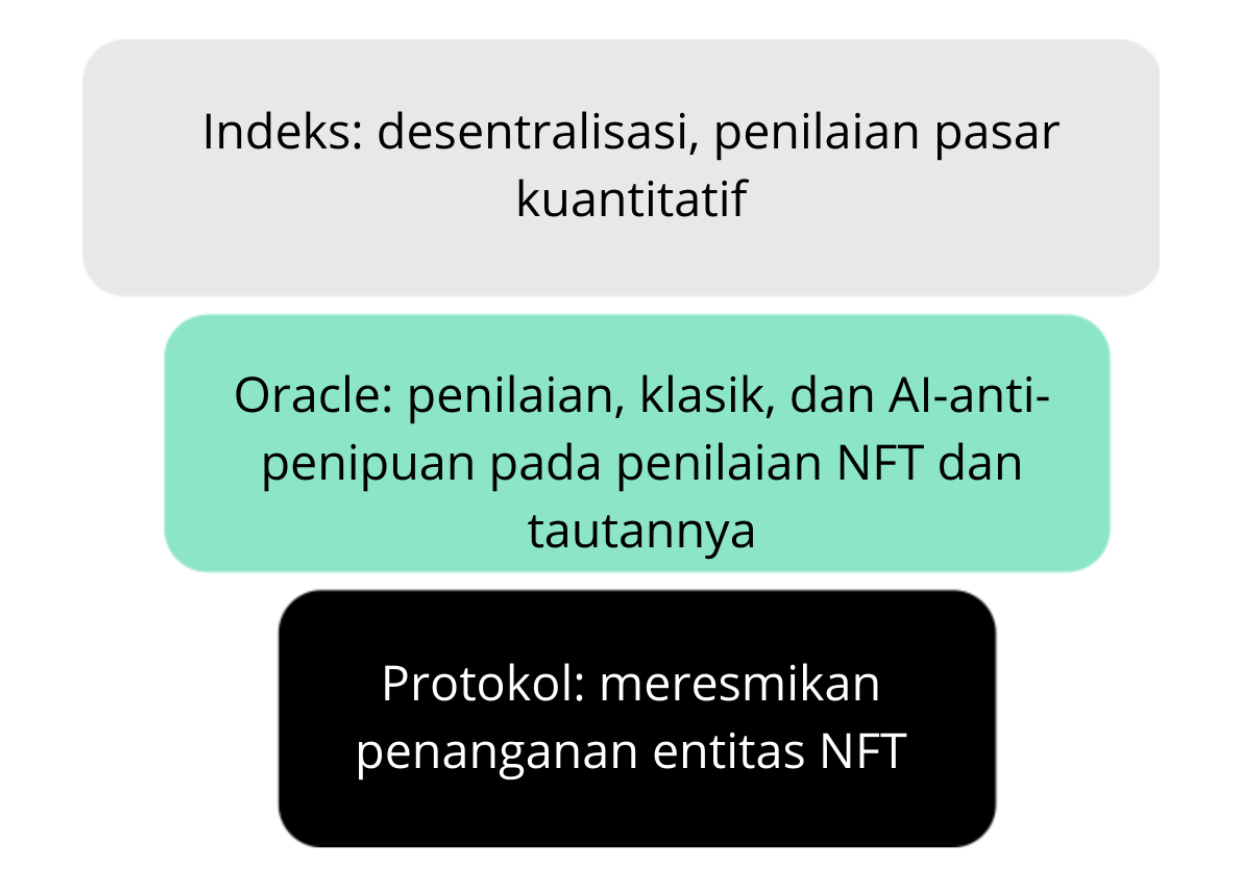 Indeks: desentralisasi, penilaian pasar
kuantitatif
Oracle: penilaian, klasik, dan AI-anti-
penipuan pada penilaian NFT dan
tautannya
Protokol: meresmikan
penanganan entitas NFT